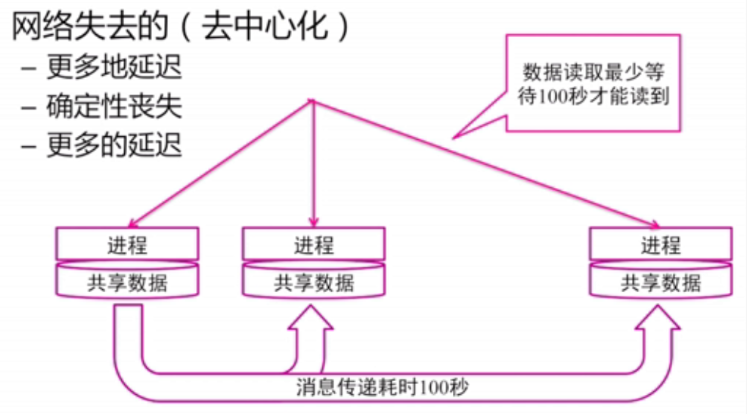 网络失去的（去中心化）
– 更多地延迟
– 确定性丧失
– 更多的延迟
数据读取最少等
待100秒才能读到
进程
进程
进程
共享数据
共享数据
共享数据
消息传递耗时100秒